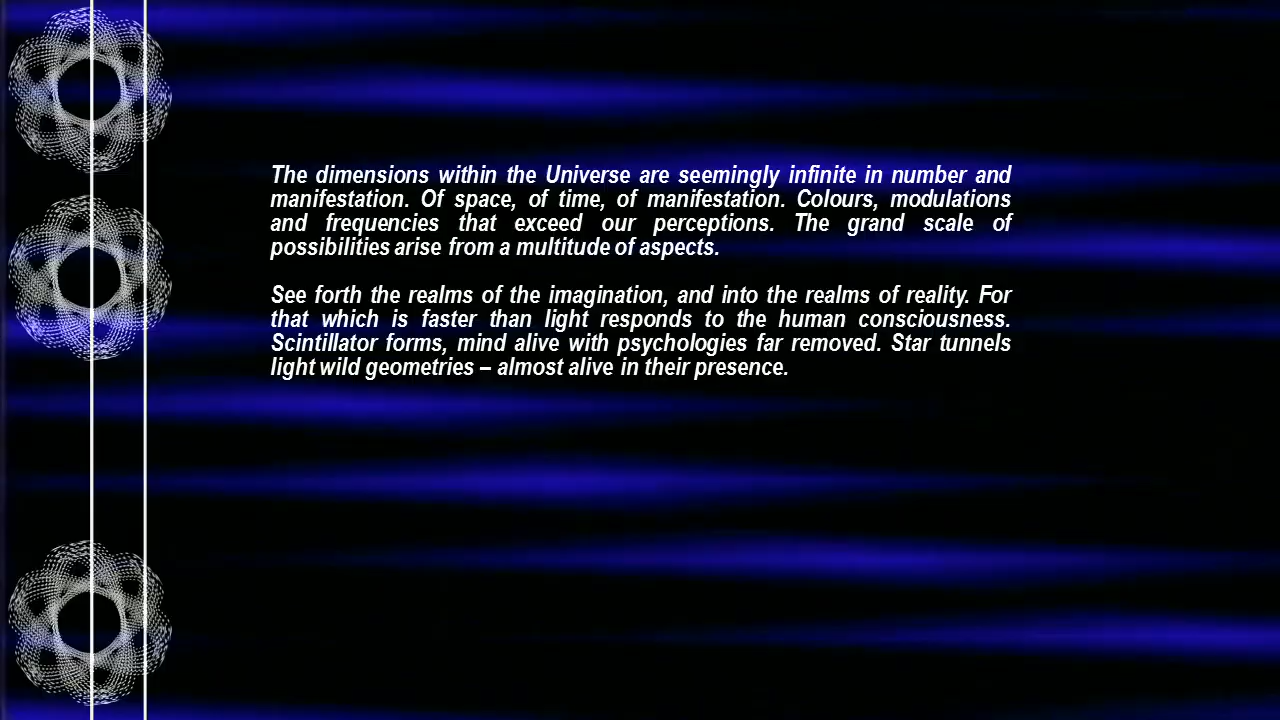 The dimensions within the Universe are seemingly infinite in number and
manifestation. Of space, of time, of manifestation. Colours, modulations
and frequencies that exceed our perceptions. The grand scale of
possibilities arise from a multitude of aspects.
See forth the realms of the imagination, and into the realms of reality. For
that which is faster than light responds to the human consciousness.
Scintillator forms, mind alive with psychologies far removed. Star tunnels
light wild geometries – almost alive in their presence.